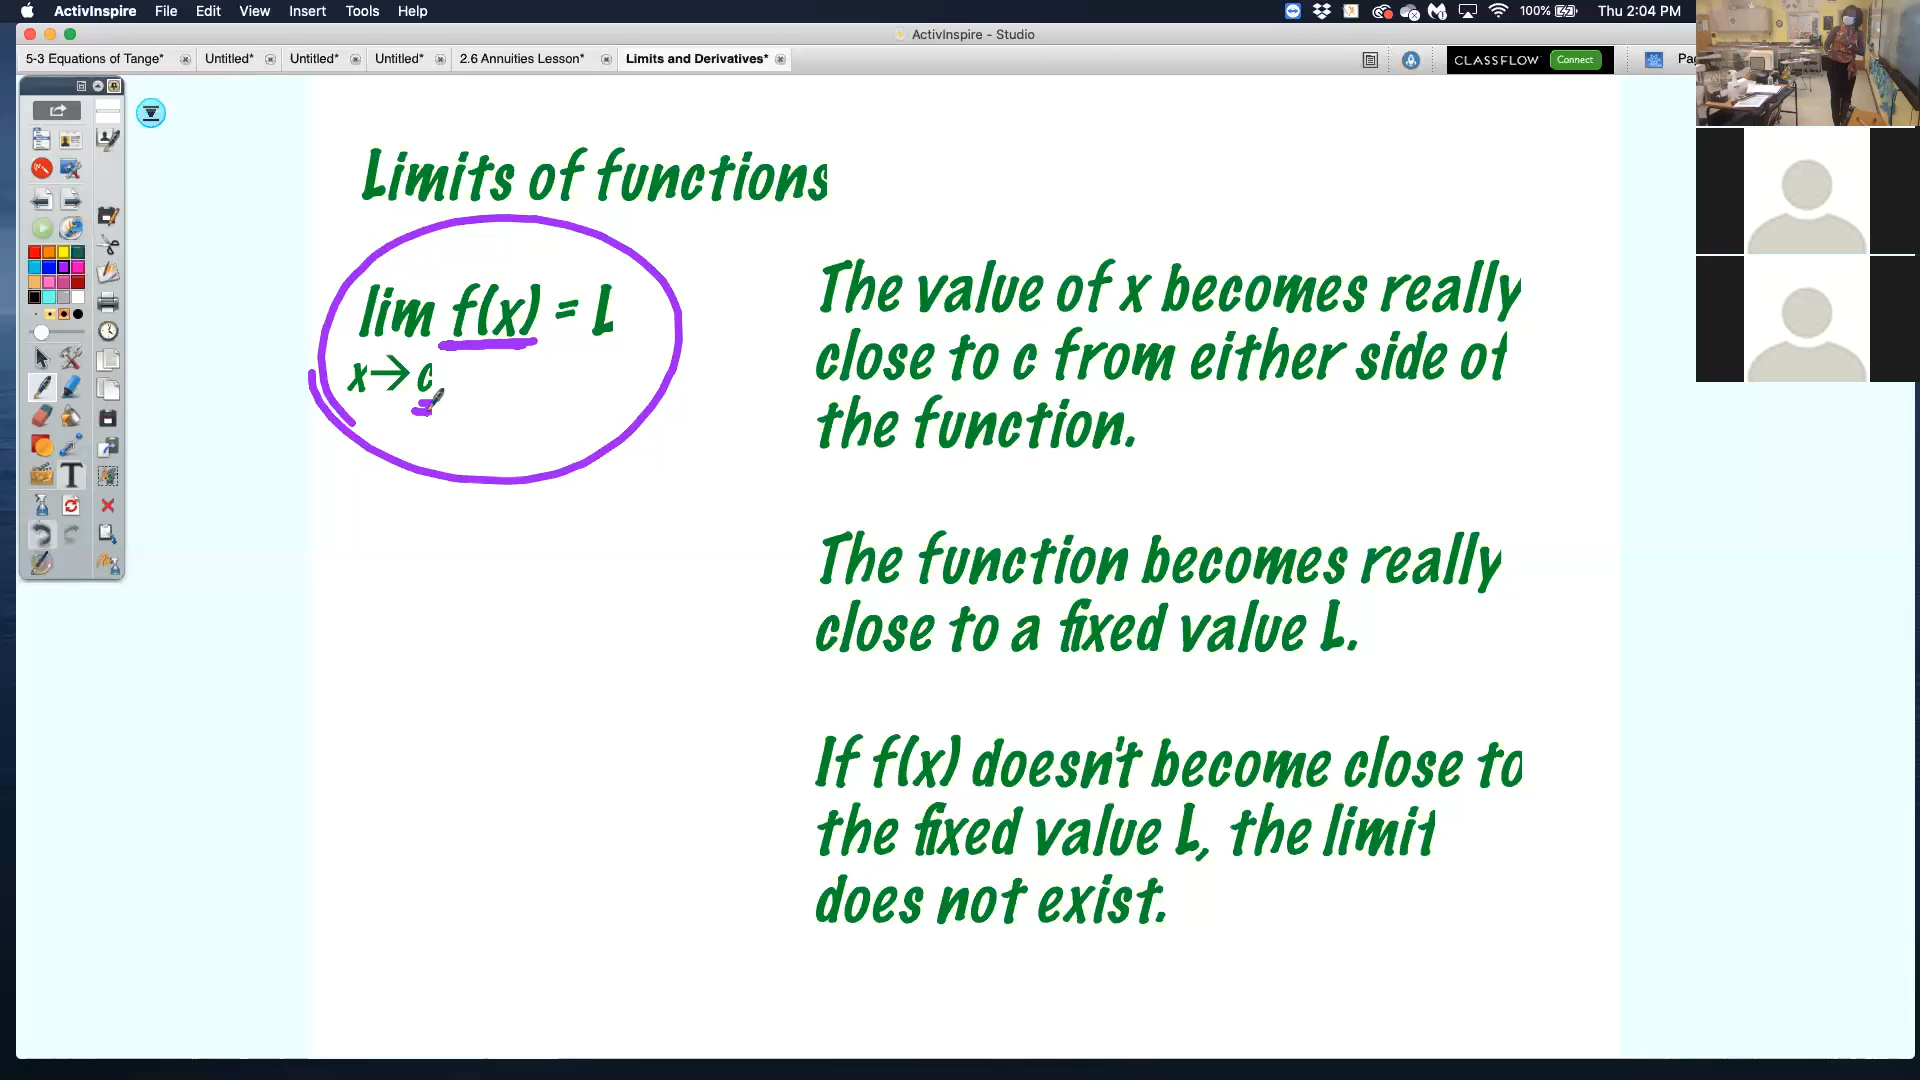 ActivInspire File Edit View Insert Tools Help 100% Thu 2:04 PM
ActivInspire - Studio
5-3 Equations of Tange* Untitled* Untitled* Untitled* 2.6 Annuities Lesson* Limits and Derivatives* CLASSFLOW Connect
Limits of functions
lim f(x) = L
x→c
The value of x becomes really
close to c from either side of
the function.
The function becomes really
close to a fixed value L.
If f(x) doesn't become close to
the fixed value L, the limit
does not exist.